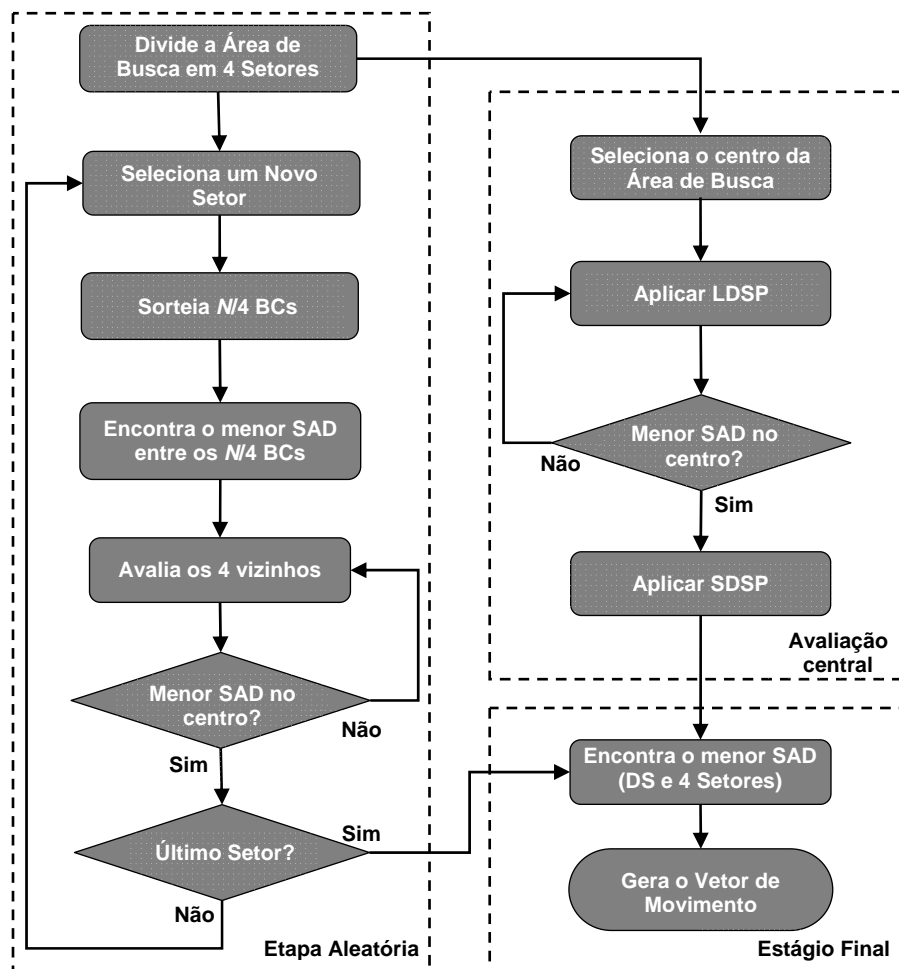 Divide a Área de
Busca em 4 Setores
Seleciona um Novo
Setor
Sorteia N/4 BCs
Encontra o menor SAD
entre os N/4 BCs
Avalia os 4 vizinhos
Menor SAD no
centro?
Não
Sim
Último Setor?
Sim
Não
Etapa Aleatória
Seleciona o centro da
Área de Busca
Aplicar LDSP
Menor SAD no
centro?
Não
Sim
Aplicar SDSP
Avaliação
central
Encontra o menor SAD
(DS e 4 Setores)
Gera o Vetor de
Movimento
Estágio Final